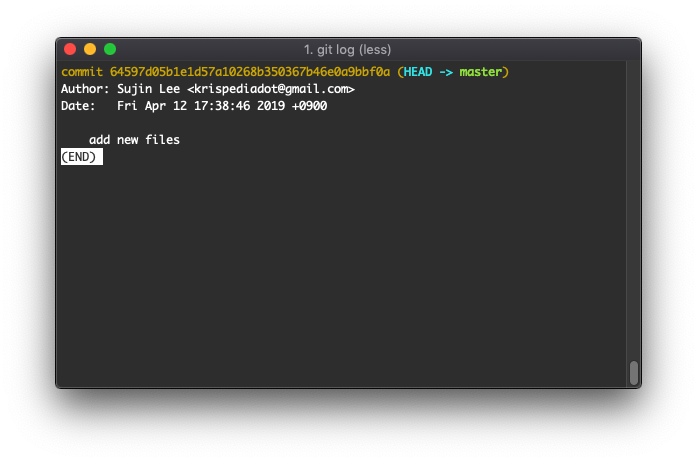 1. git log (less)
commit 64597d05b1e1d57a10268b350367b46e0a9bbf0a (HEAD -> master)
Author: Sujin Lee <krispediadot@gmail.com>
Date:   Fri Apr 12 17:38:46 2019 +0900
    add new files
(END)